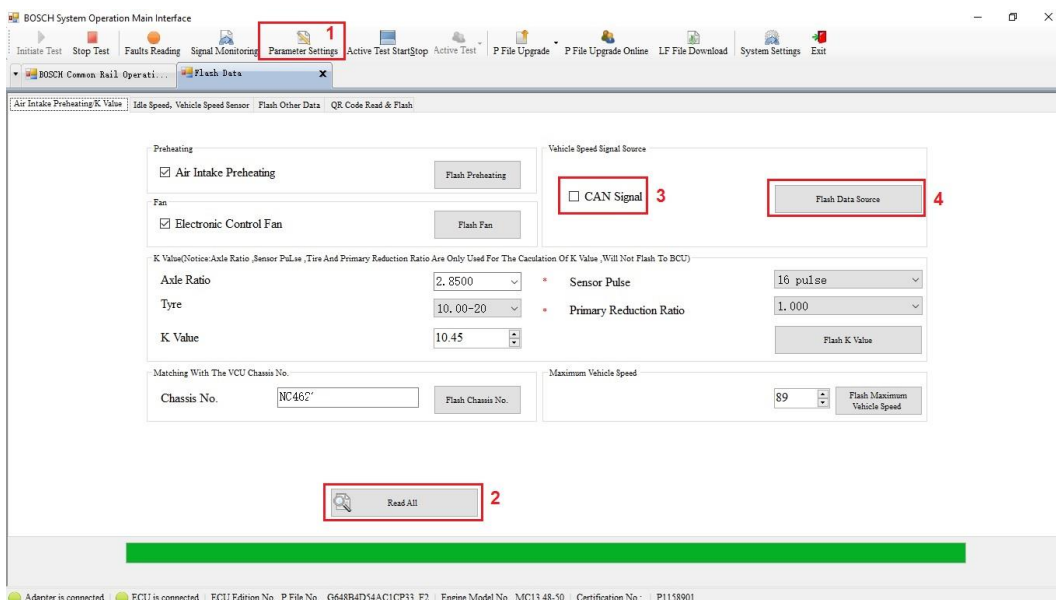 BOSCH System Operation Main Interface
1
Initiate Test Stop Test Faults Reading Signal Monitoring Parameter Settings Active Test StartStop Active Test P File Upgrade P File Upgrade Online LF File Download System Settings Exit
BOSCH Common Rail Operati... Flash Data X
Air Intake Preheating/K Value Idle Speed, Vehicle Speed Sensor Flash Other Data QR Code Read & Flash
Preheating
Air Intake Preheating
Flash Preheating
Fan
Electronic Control Fan
Flash Fan
Vehicle Speed Signal Source
CAN Signal
3
Flash Data Source
4
K Value(Notice:Axle Ratio ,Sensor PuLse ,Tire And Primary Reduction Ratio Are Only Used For The Caculation Of K Value ,Will Not Flash To BCU)
Axle Ratio 2.8500 * Sensor Pulse 16 pulse
Tyre 10.00-20 * Primary Reduction Ratio 1.000
K Value 10.45 Flash K Value
Matching With The VCU Chassis No.
Chassis No. NC462' Flash Chassis No.
Maximum Vehicle Speed
89 Flash Maximum
Vehicle Speed
Read All
2
Adapter is connected ECU is connected ECU Edition No. P File No. G648B4D54AC1CP33_F2 Engine Model No. MC13.48-50 Certification No.: P1158901